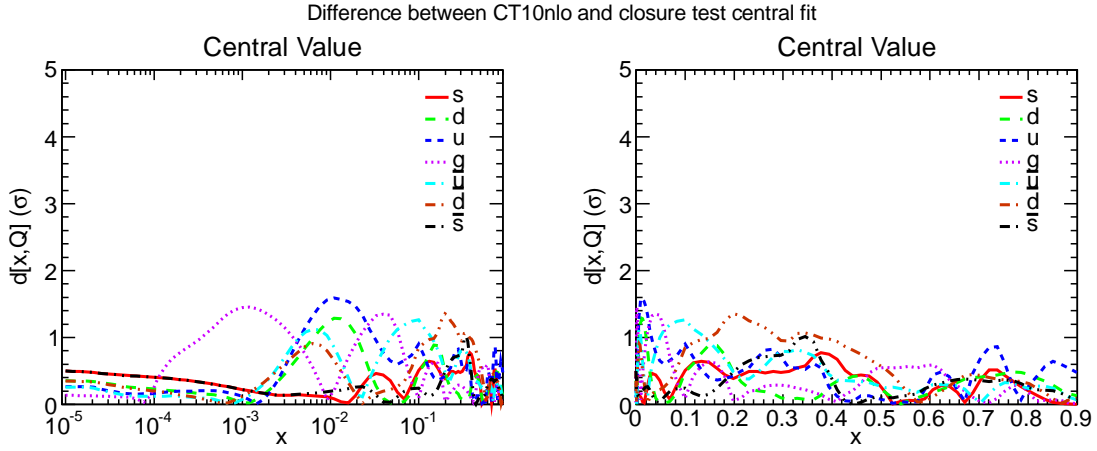 Difference between CT10nlo and closure test central fit
Central Value
d[x,Q] (σ)
5
4
3
2
1
0
10⁻⁵ 10⁻⁴ 10⁻³ 10⁻² 10⁻¹
x
s
d
u
g
ū
d̄
s̄
Central Value
d[x,Q] (σ)
5
4
3
2
1
0
0 0.1 0.2 0.3 0.4 0.5 0.6 0.7 0.8 0.9
x
s
d
u
g
ū
d̄
s̄